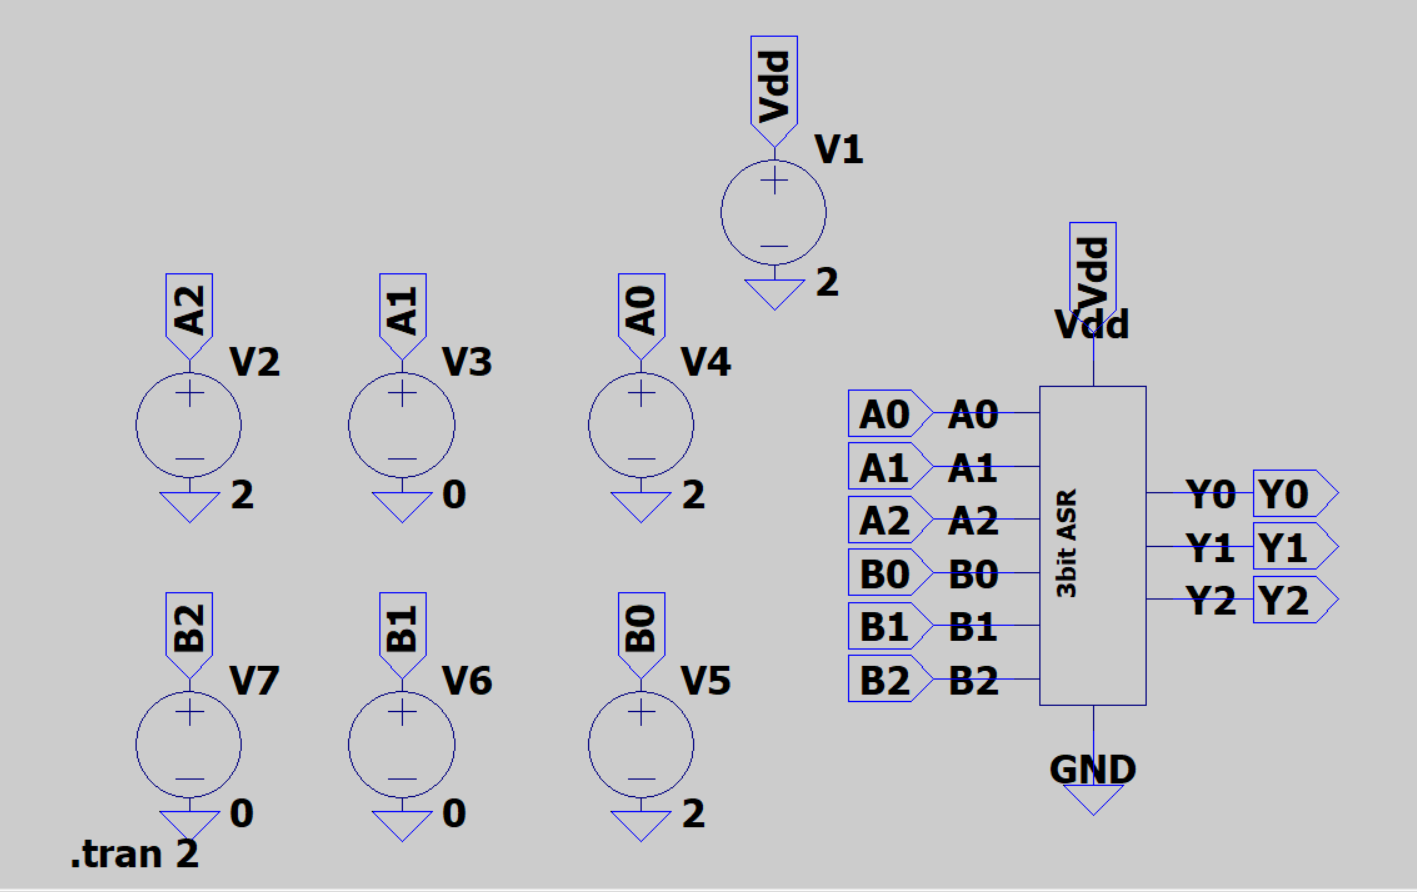 Vdd
V1
2
Vdd
Vdd
A2
V2
2
A1
V3
0
A0
V4
2
B2
V7
0
B1
V6
0
B0
V5
2
A0 A0
A1 A1
A2 A2
B0 B0
B1 B1
B2 B2
3bit ASR
Y0 Y0
Y1 Y1
Y2 Y2
GND
.tran 2